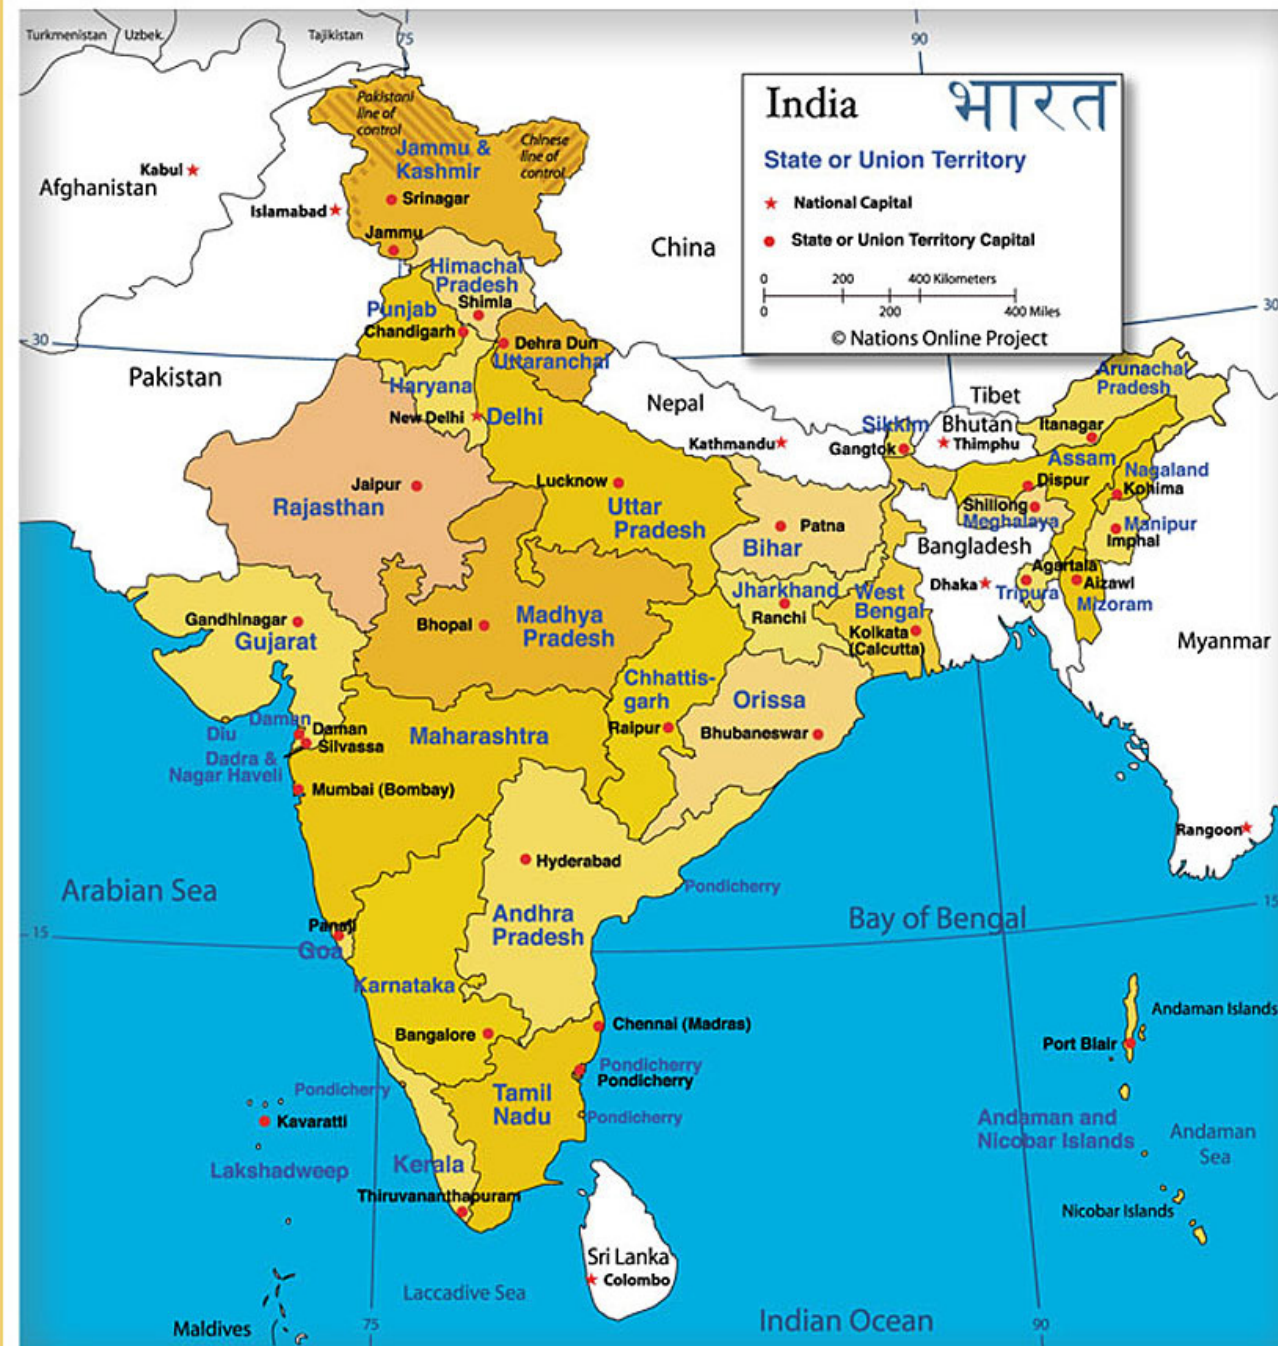 Turkmenistan
Uzbek.
Tajikistan
75
90
India
भारत
State or Union Territory
National Capital
State or Union Territory Capital
0 200 400 Kilometers
0 200 400 Miles
© Nations Online Project
Pakistani
line of
control
Chinese
line of
control
Jammu &
Kashmir
Kabul
Afghanistan
Islamabad
Srinagar
Jammu
China
Himachal
Pradesh
Shimla
Punjab
Chandigarh
30
30
Dehra Dun
Uttaranchal
Pakistan
Haryana
New Delhi
Delhi
Nepal
Kathmandu
Tibet
Sikkim
Gangtok
Bhutan
Thimphu
Arunachal
Pradesh
Itanagar
Assam
Dispur
Nagaland
Kohima
Shillong
Meghalaya
Manipur
Imphal
Jaipur
Rajasthan
Lucknow
Uttar
Pradesh
Patna
Bihar
Bangladesh
Dhaka
Agartala
Tripura
Aizawl
Mizoram
Myanmar
Gandhinagar
Gujarat
Bhopal
Madhya
Pradesh
Jharkhand
Ranchi
West
Bengal
Kolkata
(Calcutta)
Chhattis-
garh
Raipur
Orissa
Bhubaneswar
Daman
Diu
Daman
Silvassa
Dadra &
Nagar Haveli
Maharashtra
Mumbai (Bombay)
Rangoon
Hyderabad
Arabian Sea
Pondicherry
Andhra
Pradesh
Bay of Bengal
15
15
Panaji
Goa
Karnataka
Bangalore
Chennai (Madras)
Andaman Islands
Port Blair
Pondicherry
Pondicherry
Pondicherry
Kavaratti
Tamil
Nadu
Pondicherry
Andaman and
Nicobar Islands
Andaman
Sea
Lakshadweep
Kerala
Thiruvananthapuram
Nicobar Islands
Sri Lanka
Colombo
Laccadive Sea
Indian Ocean
Maldives
75
90